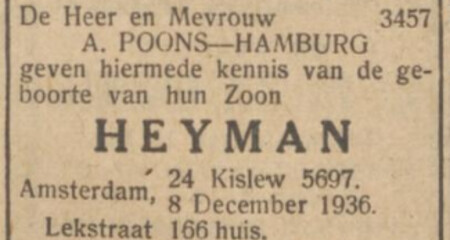 De Heer en Mevrouw 3457
A. POONS—HAMBURG
geven hiermede kennis van de ge-
boorte van hun Zoon
HEYMAN
Amsterdam, 24 Kislew 5697.
8 December 1936.
Lekstraat 166 huis.